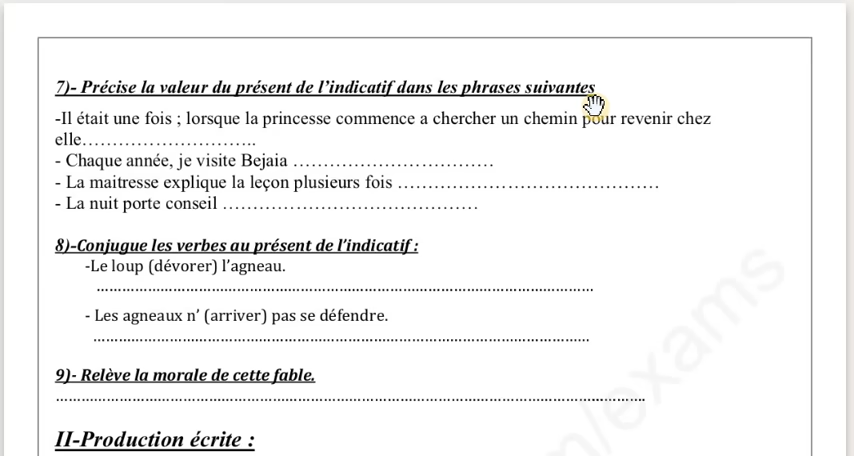 7)- Précise la valeur du présent de l’indicatif dans les phrases suivantes
-Il était une fois ; lorsque la princesse commence a chercher un chemin pour revenir chez
elle………………………..
- Chaque année, je visite Bejaia ……………………………
- La maitresse explique la leçon plusieurs fois …………………………………….
- La nuit porte conseil …………………………………….
8)-Conjugue les verbes au présent de l’indicatif :
-Le loup (dévorer) l’agneau.
……………………………………………………………………………………………
- Les agneaux n’ (arriver) pas se défendre.
……………………………………………………………………………………………
9)- Relève la morale de cette fable.
……………………………………………………………………………………………………………
II-Production écrite :
/exams